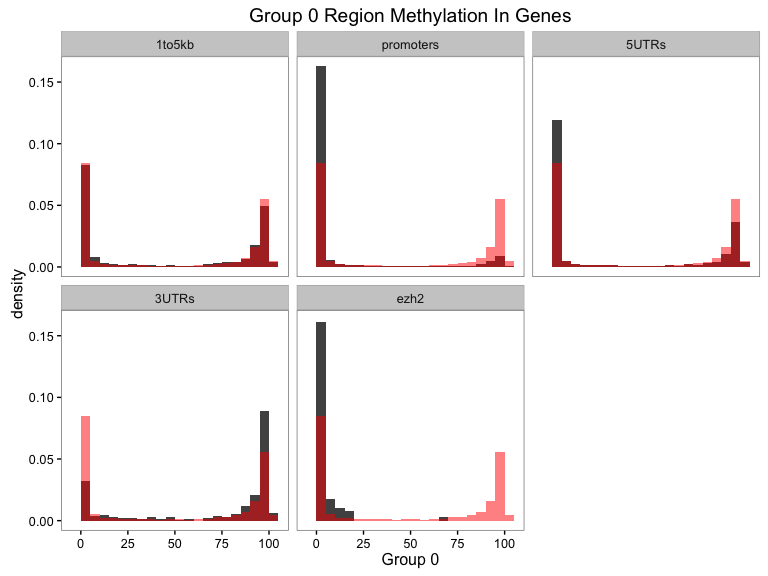 Group 0 Region Methylation In Genes
1to5kb
promoters
5UTRs
0.15
0.10
0.05
0.00
3UTRs
ezh2
0.15
0.10
0.05
0.00
density
0 25 50 75 100
0 25 50 75 100
Group 0